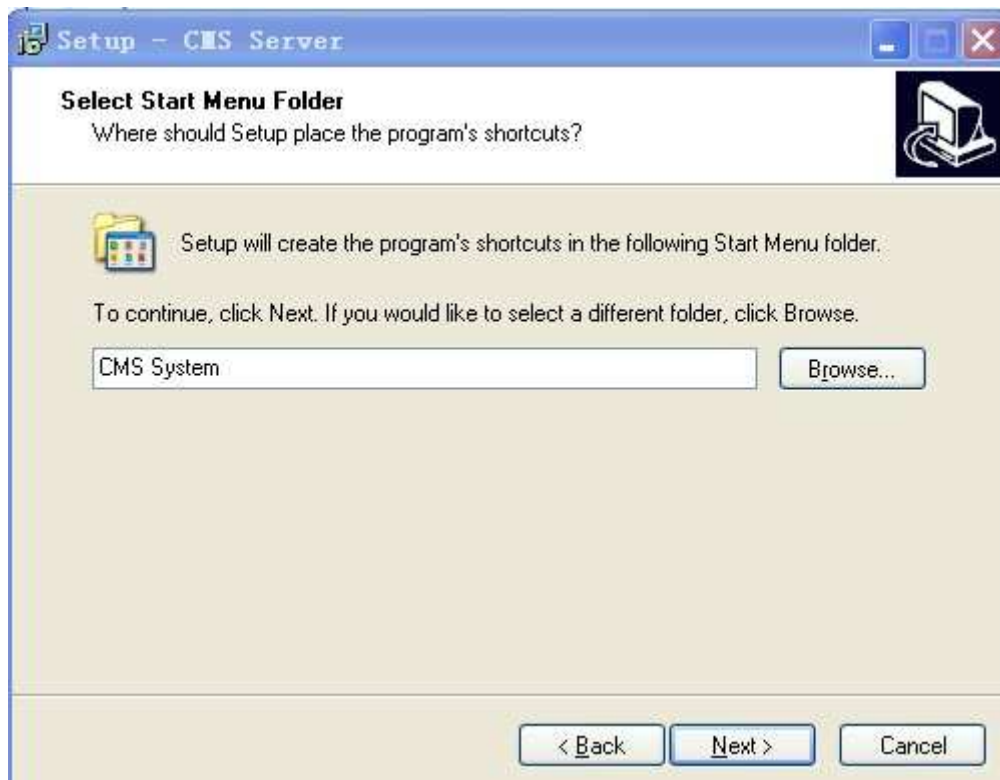 Setup - CMS Server
Select Start Menu Folder
Where should Setup place the program's shortcuts?
Setup will create the program's shortcuts in the following Start Menu folder.
To continue, click Next. If you would like to select a different folder, click Browse.
CMS System
Browse...
< Back
Next >
Cancel